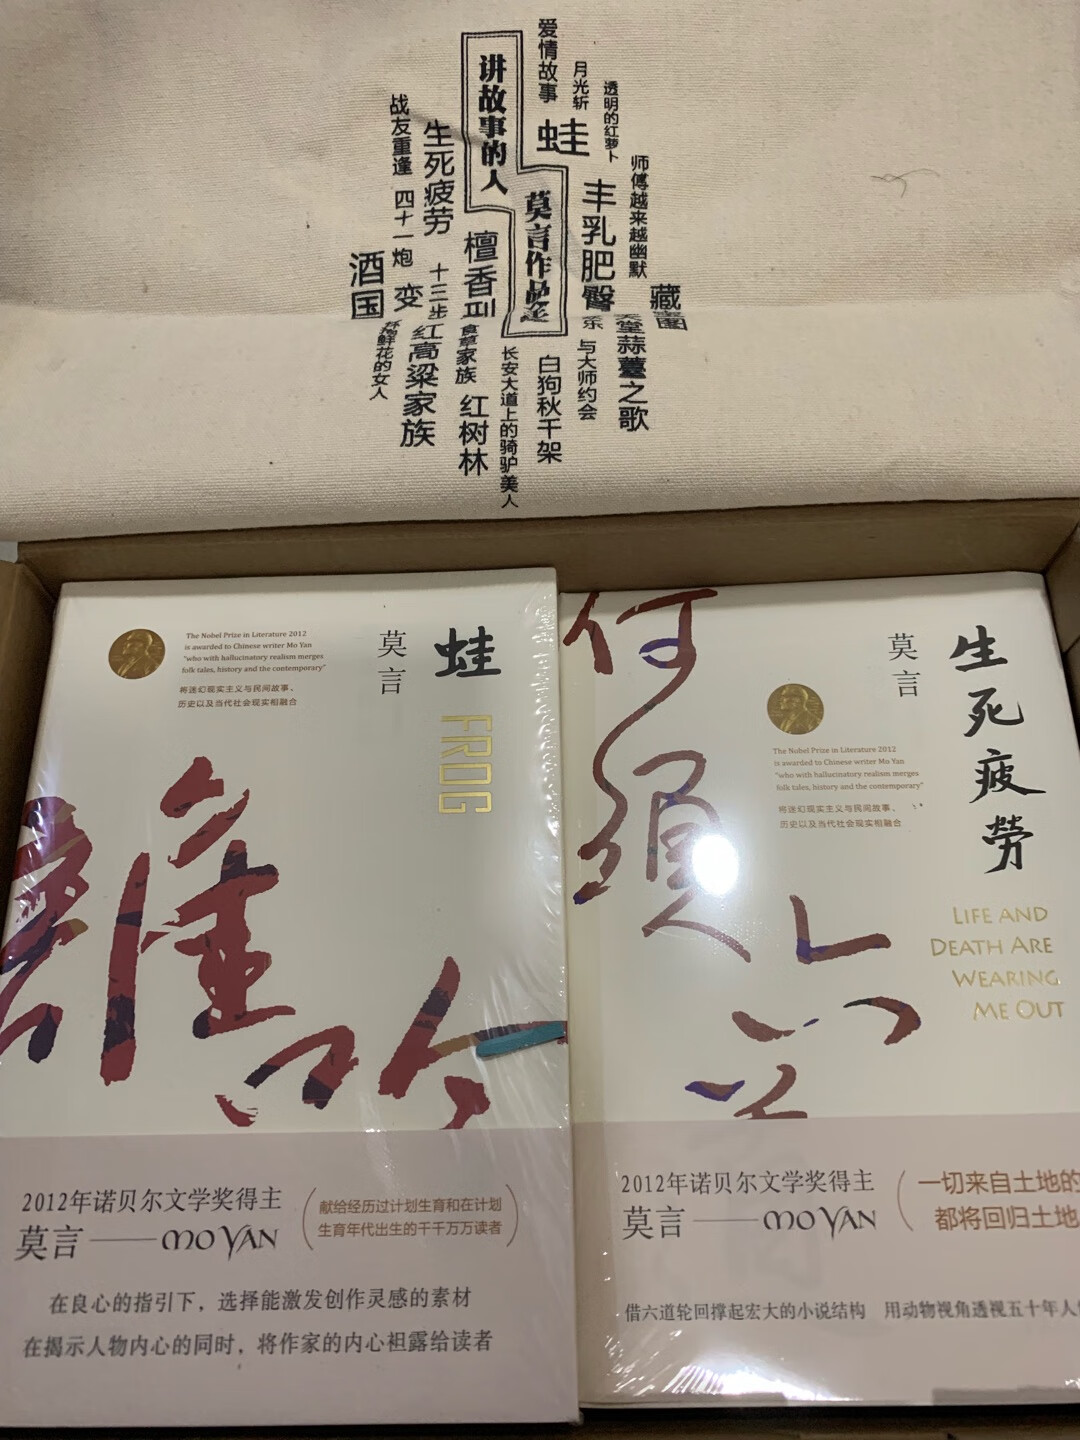 讲故事的人
莫言作品
爱情故事
月光斩
透明的红萝卜
蛙
师傅越来越幽默
丰乳肥臀
藏宝图
战友重逢
生死疲劳
四十一炮
酒国
变
十三步
檀香刑
怀抱鲜花的女人
红高粱家族
食草家族
红树林
长安大道上的骑驴美人
白狗秋千架
与大师约会
天堂蒜薹之歌
The Nobel Prize in Literature 2012
is awarded to Chinese writer Mo Yan
"who with hallucinatory realism merges
folk tales, history and the contemporary"
将迷幻现实主义与民间故事、
历史以及当代社会现实相融合
莫言
蛙
FROG
2012年诺贝尔文学奖得主
莫言——MO YAN
献给经历过计划生育和在计划
生育年代出生的千千万万读者
在良心的指引下，选择能激发创作灵感的素材
在揭示人物内心的同时，将作家的内心袒露给读者
何须
莫言
生死疲劳
The Nobel Prize in Literature 2012
is awarded to Chinese writer Mo Yan
"who with hallucinatory realism merges
folk tales, history and the contemporary"
将迷幻现实主义与民间故事、
历史以及当代社会现实相融合
LIFE AND
DEATH ARE
WEARING
ME OUT
2012年诺贝尔文学奖得主
莫言——MO YAN
一切来自土地的
都将回归土地
借六道轮回撑起宏大的小说结构 用动物视角透视五十年人